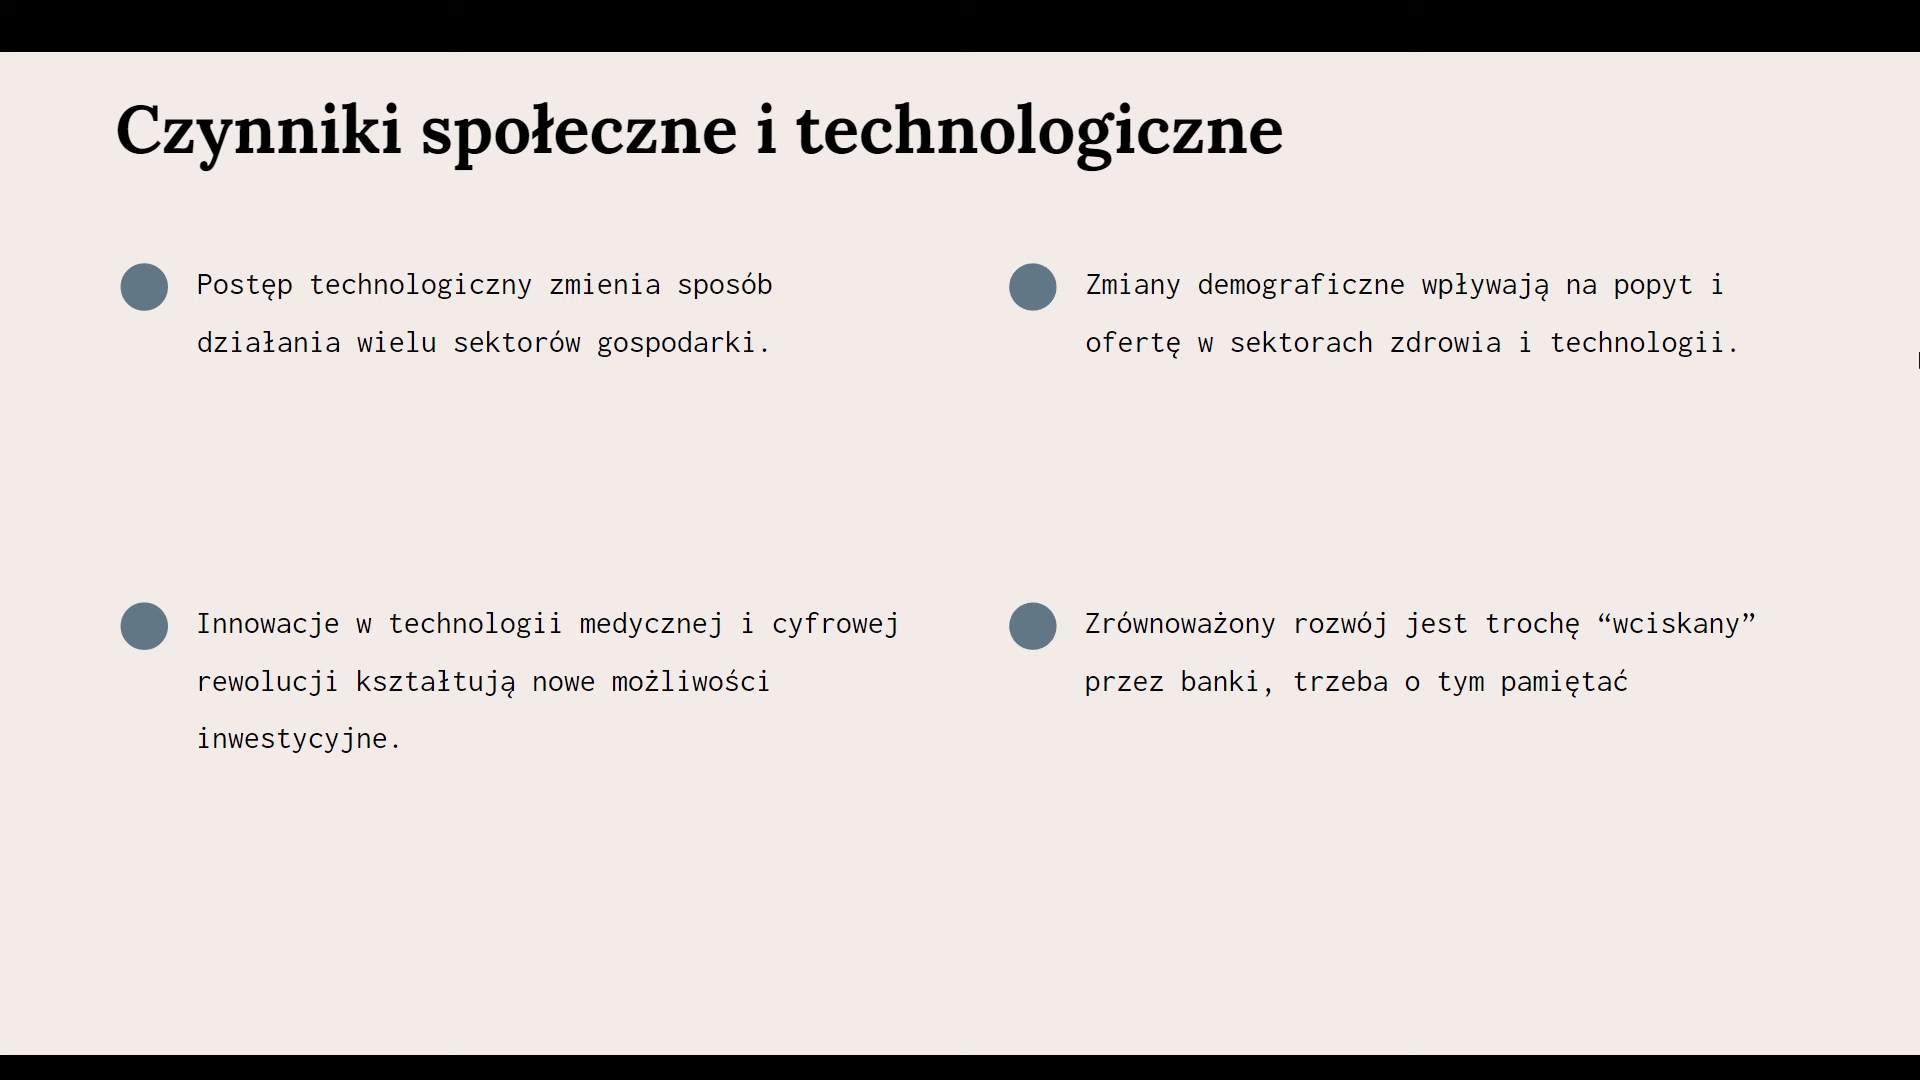 Czynniki społeczne i technologiczne
Postęp technologiczny zmienia sposób
działania wielu sektorów gospodarki.
Zmiany demograficzne wpływają na popyt i
ofertę w sektorach zdrowia i technologii.
Innowacje w technologii medycznej i cyfrowej
rewolucji kształtują nowe możliwości
inwestycyjne.
Zrównoważony rozwój jest trochę “wciskany”
przez banki, trzeba o tym pamiętać